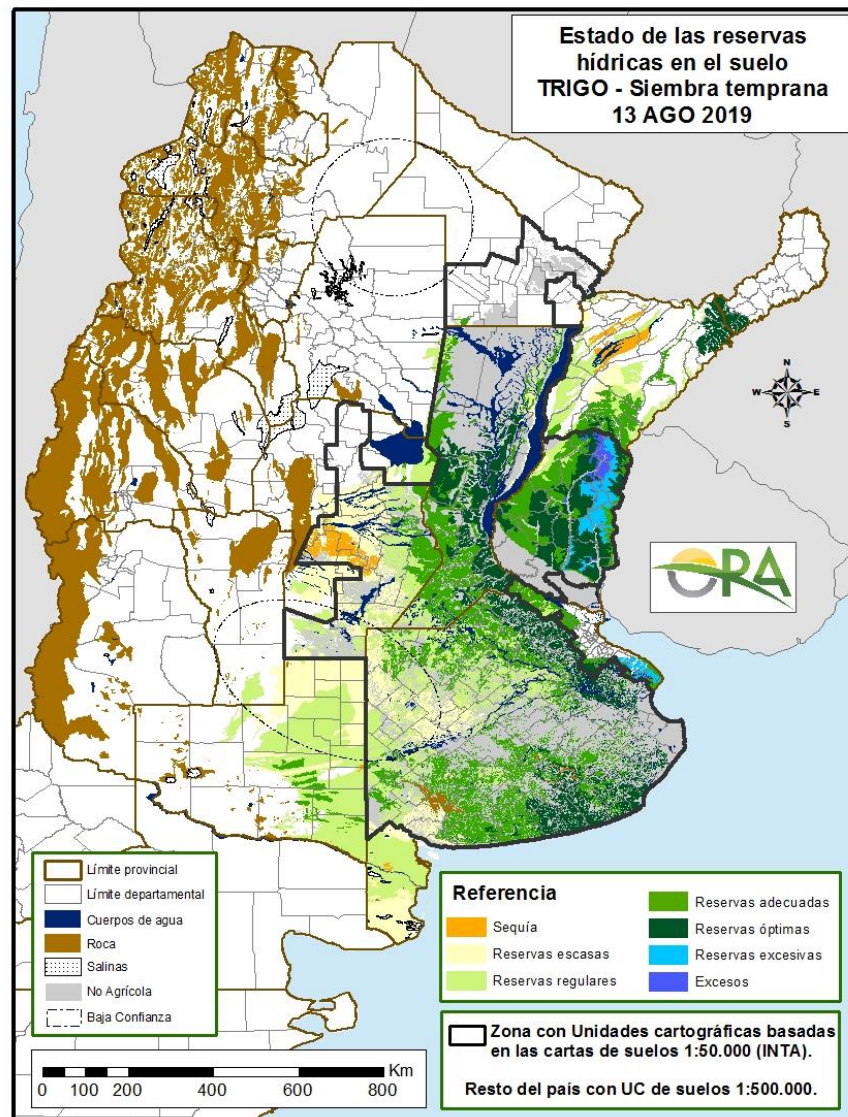 Estado de las reservas
hídricas en el suelo
TRIGO - Siembra temprana
13 AGO 2019
N
W
E
S
ORA
Límite provincial
Límite departamental
Cuerpos de agua
Roca
Salinas
No Agrícola
Baja Confianza
Referencia
Sequía
Reservas escasas
Reservas regulares
Reservas adecuadas
Reservas óptimas
Reservas excesivas
Excesos
Km
0 100 200 400 600 800
Zona con Unidades cartográficas basadas
en las cartas de suelos 1:50.000 (INTA).
Resto del país con UC de suelos 1:500.000.